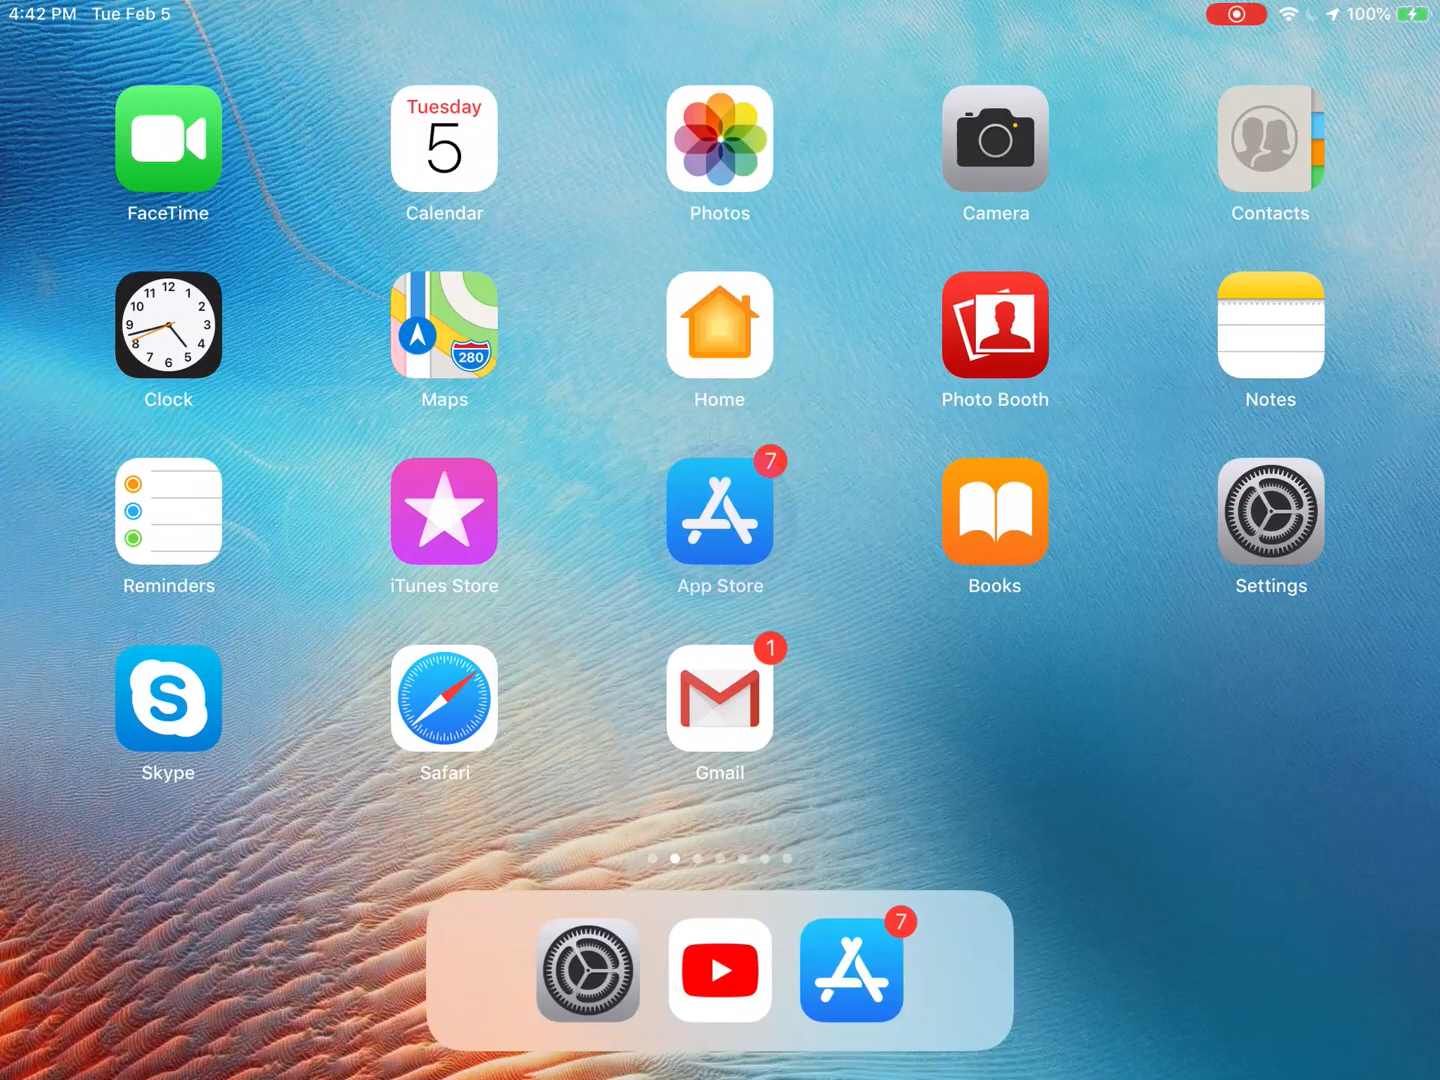 4:42 PM Tue Feb 5
100%
Tuesday
5
FaceTime
Calendar
Photos
Camera
Contacts
12
11 1
10 2
9 3
8 4
7 5
6
280
Clock
Maps
Home
Photo Booth
Notes
7
Reminders
iTunes Store
App Store
Books
Settings
1
S
Skype
Safari
Gmail
7